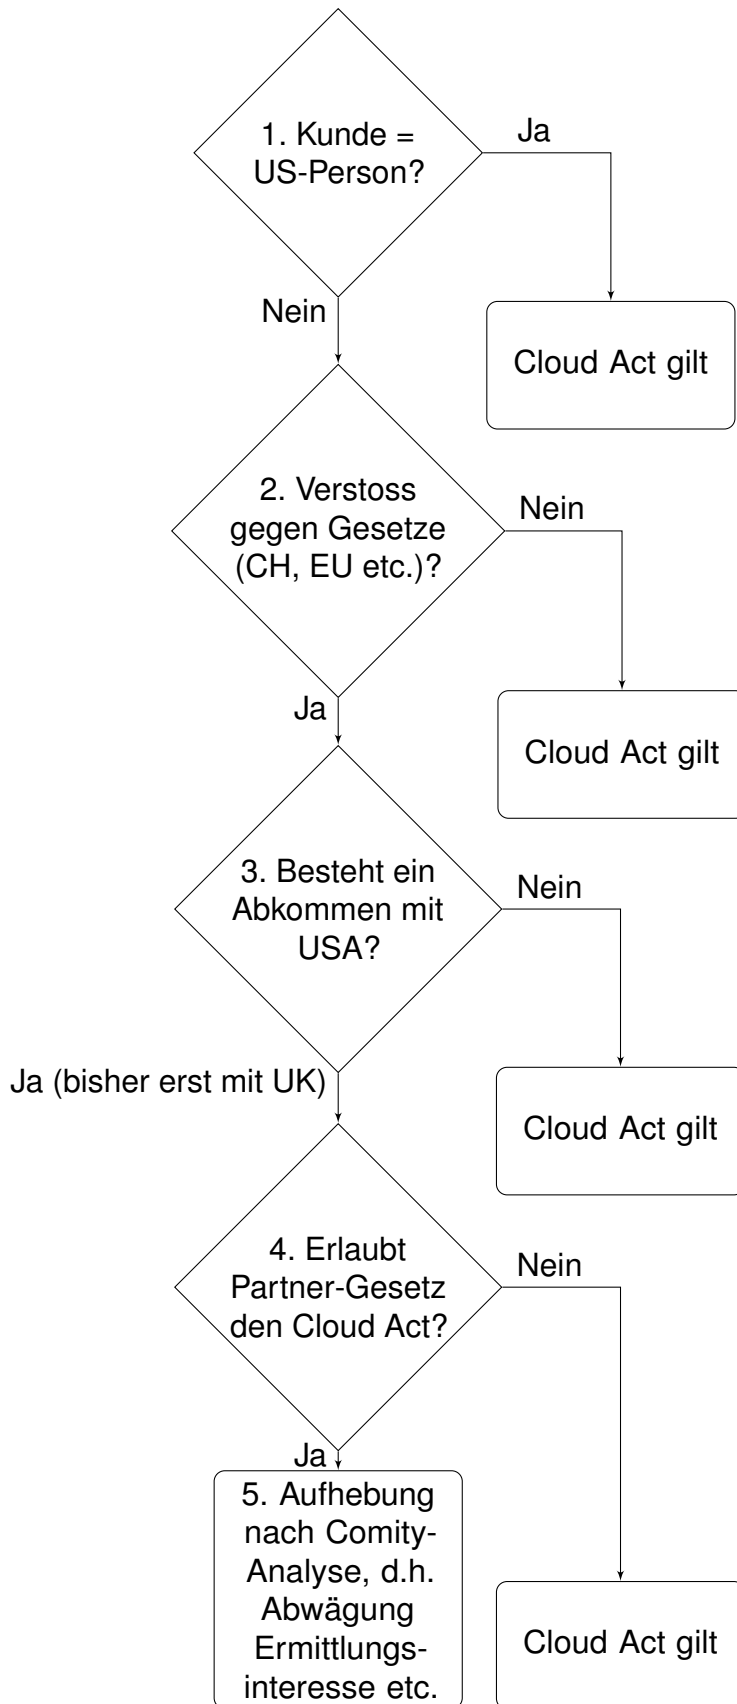 1. Kunde =
US-Person?
Ja
Nein
Cloud Act gilt
2. Verstoss
gegen Gesetze
(CH, EU etc.)?
Nein
Ja
Cloud Act gilt
3. Besteht ein
Abkommen mit
USA?
Nein
Ja (bisher erst mit UK)
Cloud Act gilt
4. Erlaubt
Partner-Gesetz
den Cloud Act?
Nein
Ja
5. Aufhebung
nach Comity-
Analyse, d.h.
Abwägung
Ermittlungs-
interesse etc.
Cloud Act gilt